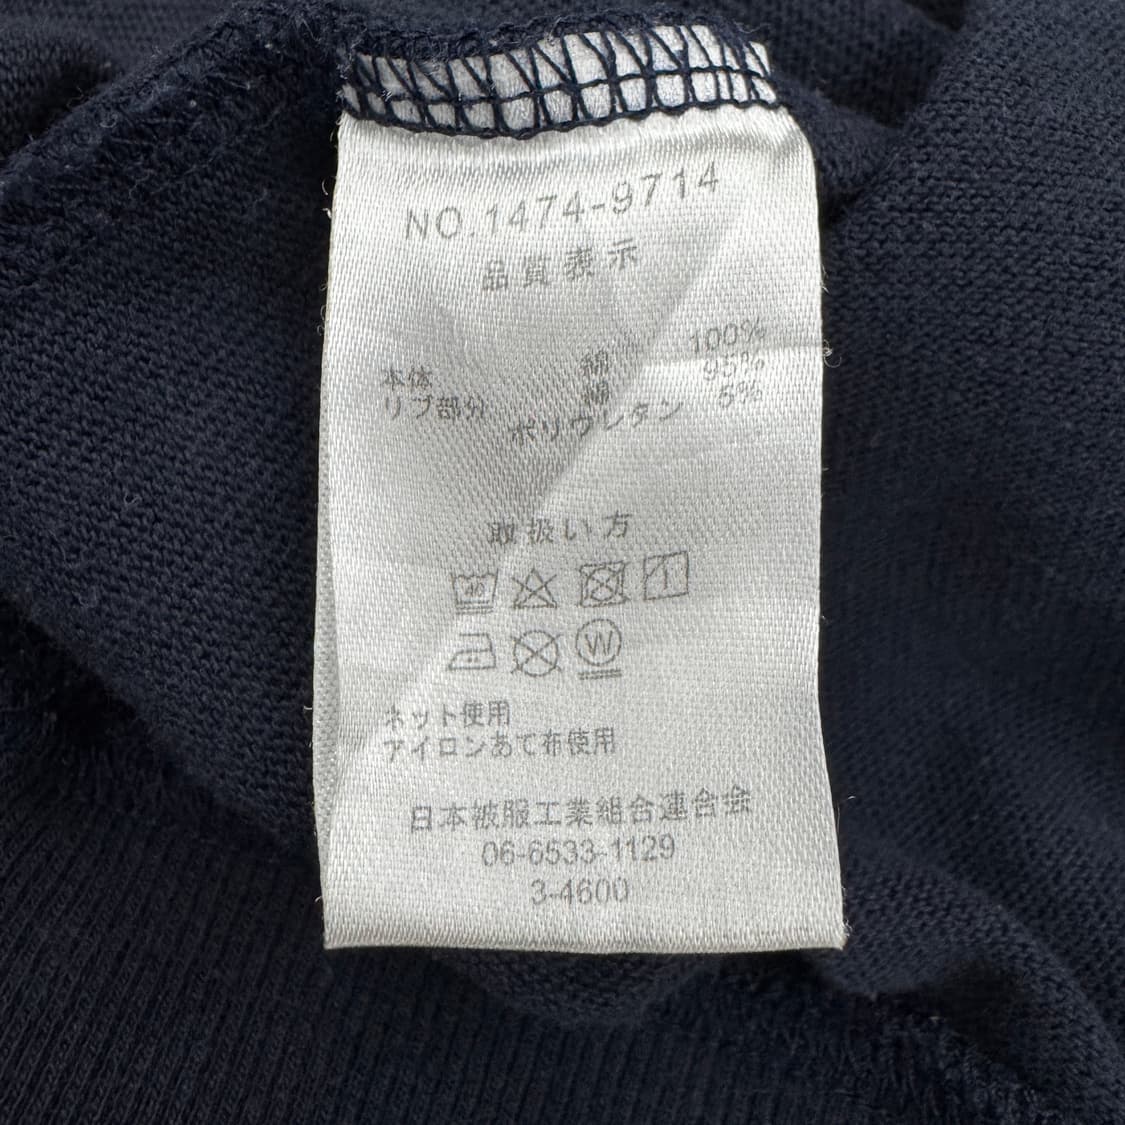 NO.1474-9714
品質表示
本体 綿 100%
リブ部分 綿 95%
ポリウレタン 5%
取扱い方
40
W
ネット使用
アイロンあて布使用
日本被服工業組合連合会
06-6533-1129
3-4600